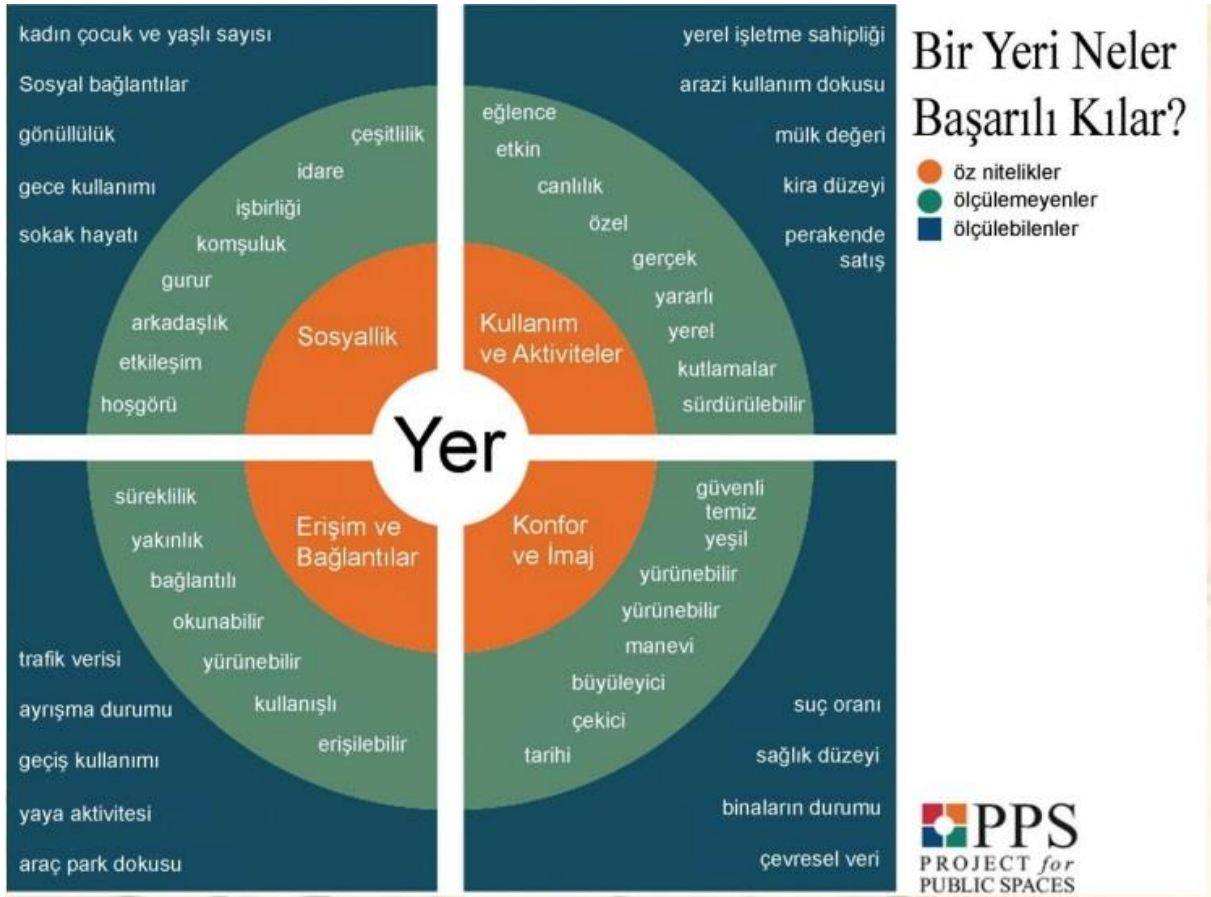 Bir Yeri Neler
Başarılı Kılar?
öz nitelikler
ölçülemeyenler
ölçülebilenler
kadın çocuk ve yaşlı sayısı
Sosyal bağlantılar
gönüllülük
gece kullanımı
sokak hayatı
çeşitlilik
idare
işbirliği
komşuluk
gurur
arkadaşlık
etkileşim
hoşgörü
Sosyallik
yerel işletme sahipliği
arazi kullanım dokusu
mülk değeri
kira düzeyi
perakende
satış
eğlence
etkin
canlılık
özel
gerçek
yararlı
yerel
kutlamalar
sürdürülebilir
Kullanım
ve Aktiviteler
Yer
Erişim ve
Bağlantılar
süreklilik
yakınlık
bağlantılı
okunabilir
yürünebilir
kullanışlı
erişilebilir
trafik verisi
ayrışma durumu
geçiş kullanımı
yaya aktivitesi
araç park dokusu
Konfor
ve İmaj
güvenli
temiz
yeşil
yürünebilir
yürünebilir
manevi
büyüleyici
çekici
tarihi
suç oranı
sağlık düzeyi
binaların durumu
çevresel veri
PPS
PROJECT for
PUBLIC SPACES